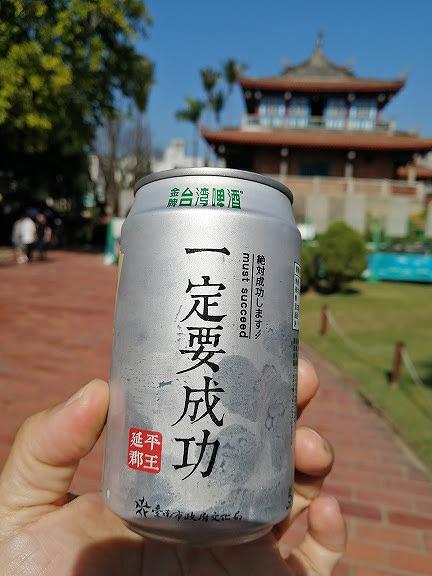 金牌台湾啤酒
一定要成功
絶対成功します!!
must succeed
延平郡王
臺南市政府文化局